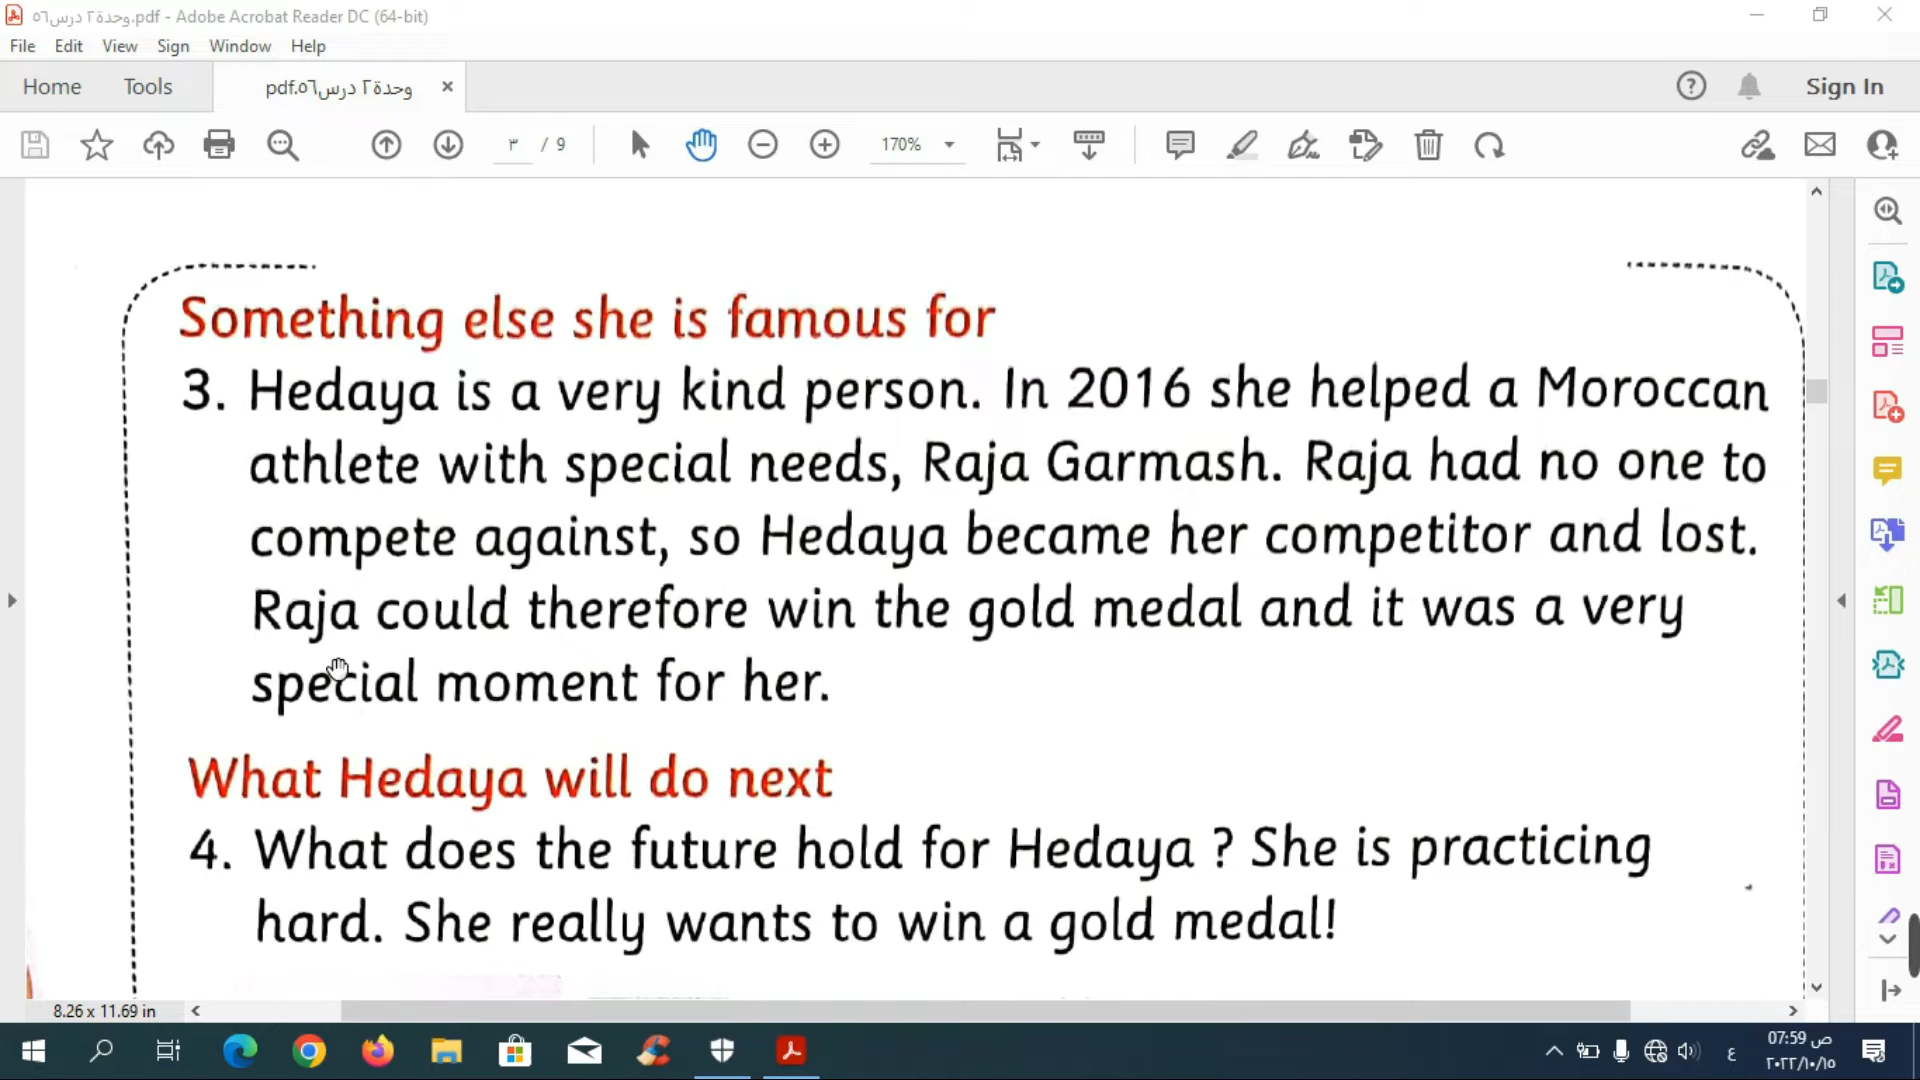 وحدة٢ درس٥٦.pdf - Adobe Acrobat Reader DC (64-bit)
File Edit View Sign Window Help
Home Tools وحدة٢ درس٥٦.pdf Sign In
٣ / 9 170%
Something else she is famous for
3. Hedaya is a very kind person. In 2016 she helped a Moroccan
athlete with special needs, Raja Garmash. Raja had no one to
compete against, so Hedaya became her competitor and lost.
Raja could therefore win the gold medal and it was a very
special moment for her.
What Hedaya will do next
4. What does the future hold for Hedaya ? She is practicing
hard. She really wants to win a gold medal!
8.26 x 11.69 in
ع
07:59 ص
٢٠٢٢/١٠/١٥